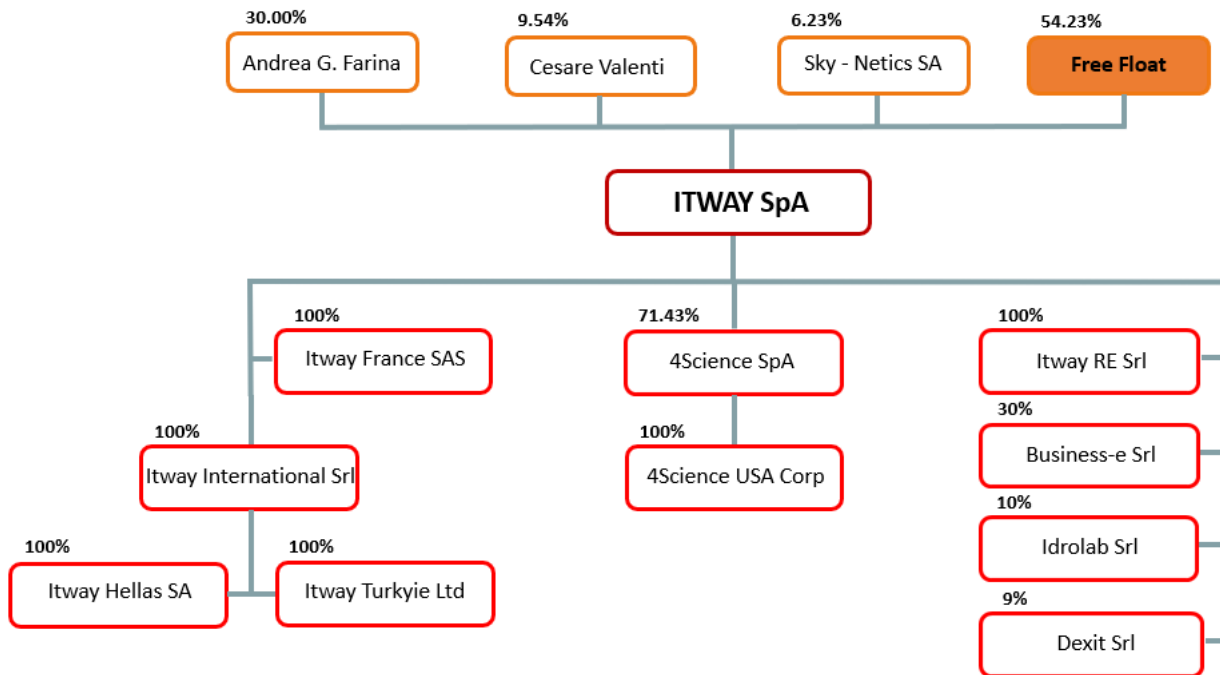 30.00%
9.54%
6.23%
54.23%
Andrea G. Farina
Cesare Valenti
Sky - Netics SA
Free Float
ITWAY SpA
100%
71.43%
100%
Itway France SAS
4Science SpA
Itway RE Srl
100%
100%
30%
Itway International Srl
4Science USA Corp
Business-e Srl
100%
100%
10%
Itway Hellas SA
Itway Turkyie Ltd
Idrolab Srl
9%
Dexit Srl